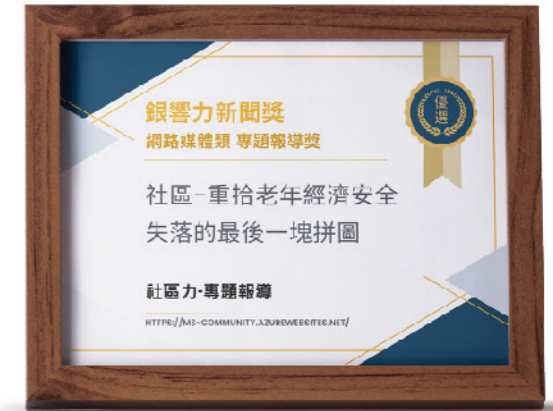 銀響力新聞獎
網路媒體類 專題報導獎
優選
社區-重拾老年經濟安全
失落的最後一塊拼圖
社區力-專題報導
HTTPS://MS-COMMUNITY.AZUREWEBSITES.NET/